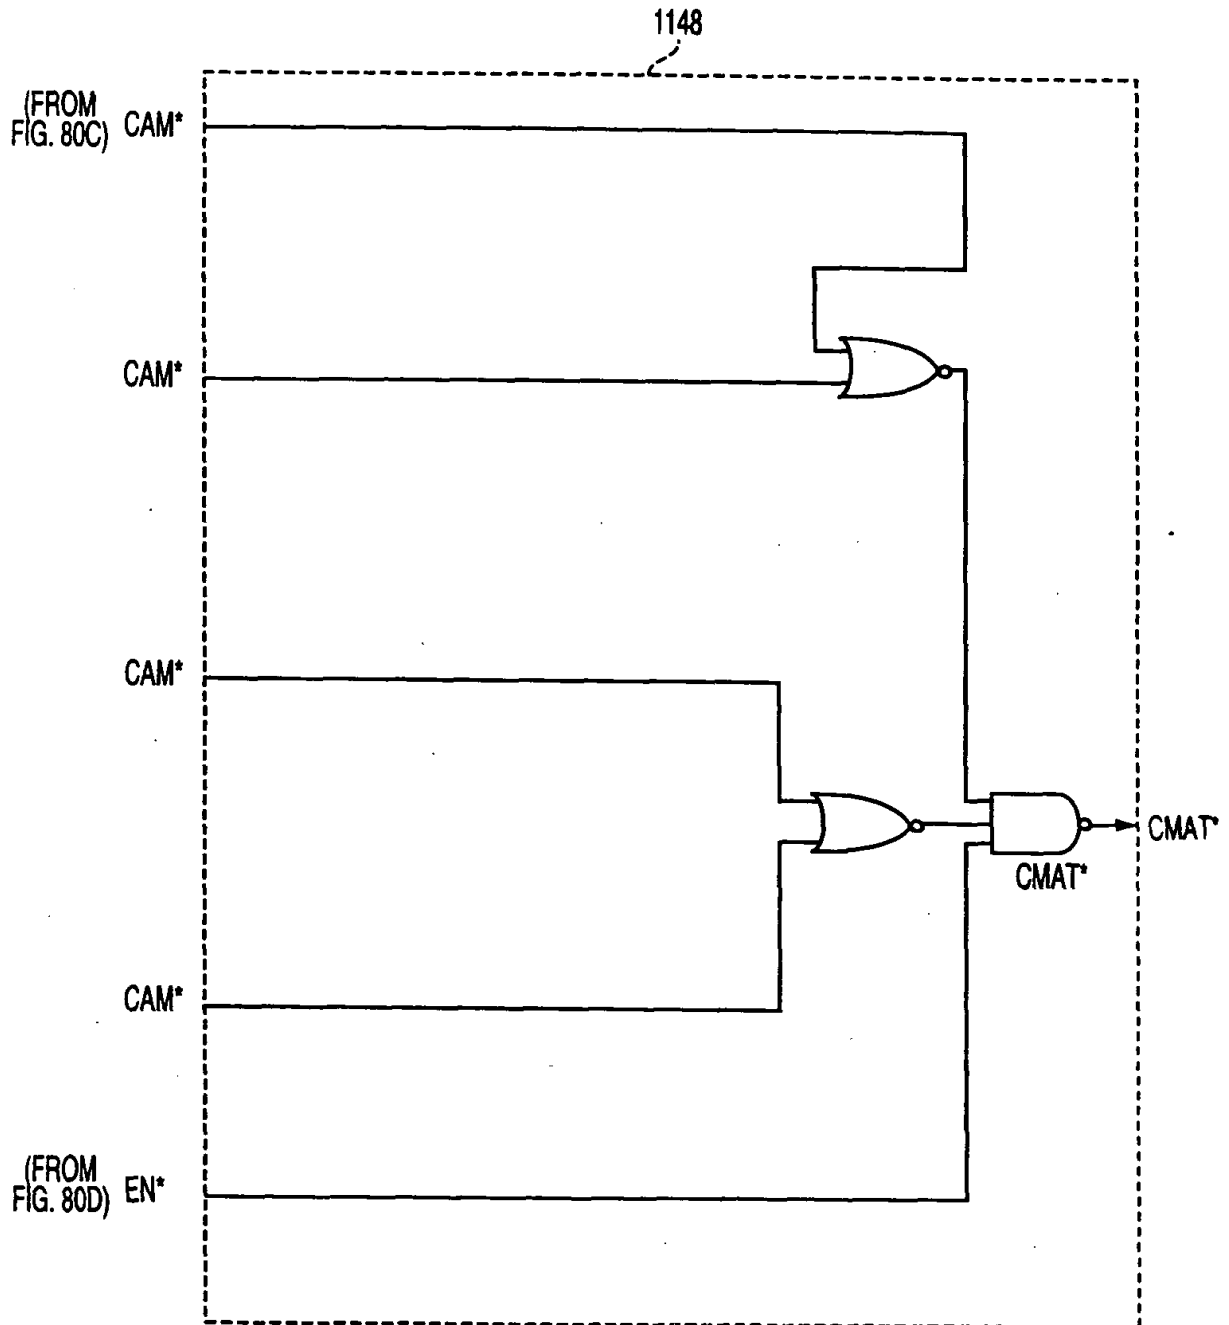 1148
(FROM
FIG. 80C) CAM*
CAM*
CAM*
CMAT*
CMAT*
CAM*
(FROM
FIG. 80D) EN*